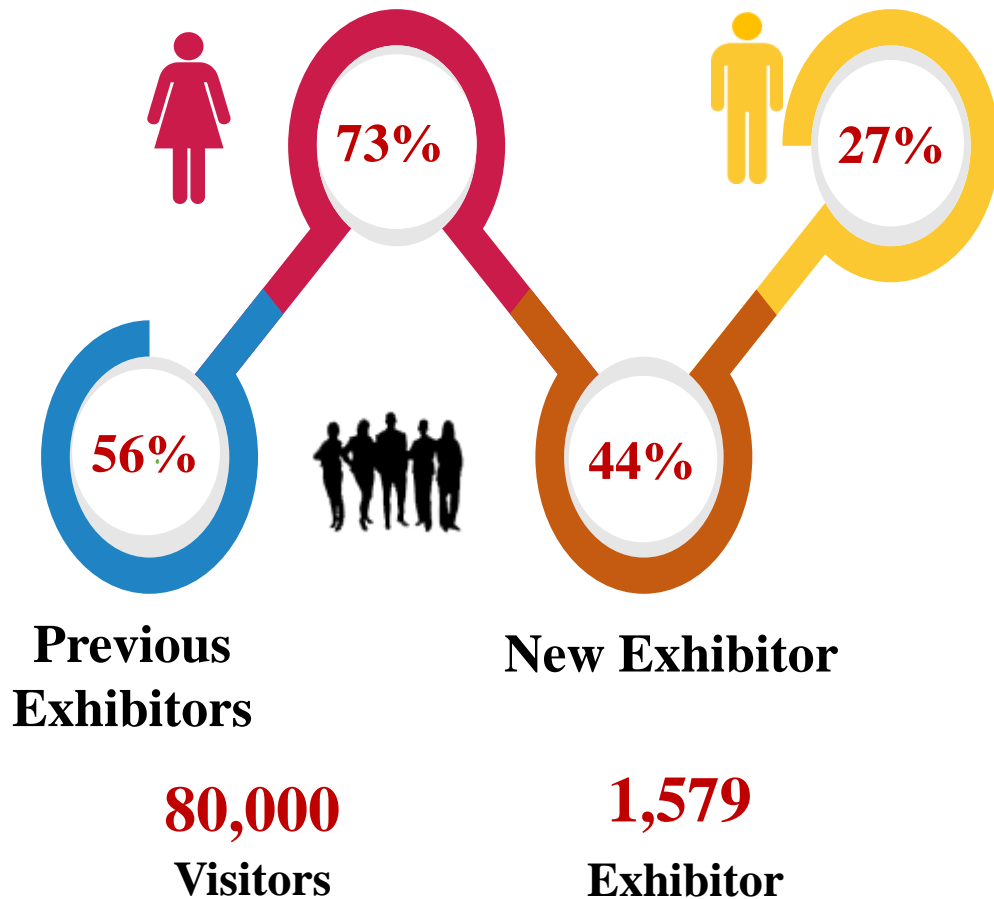 73%
27%
56%
44%
Previous
Exhibitors
New Exhibitor
80,000
Visitors
1,579
Exhibitor